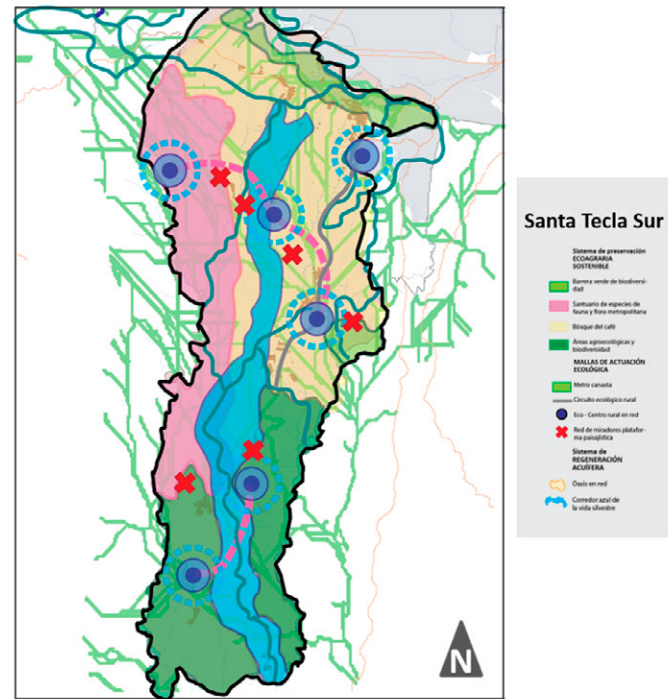 Santa Tecla Sur
Sistema de preservación
ECOAGRARIA
SOSTENIBLE
Barrera verde de biodiversi-
dad
Santuario de especies de
fauna y flora metropolitana
Bósque del café
Áreas agroecológicas y
biodiversidad
MALLAS DE ACTUACIÓN
ECOLÓGICA
Metro canasta
Circuito ecológico rural
Eco - Centro rural en red
Red de miradores platafor-
ma paisajística
Sistema de
REGENERACIÓN
ACUÍFERA
Oasis en red
Corredor azul de
la vida silvestre
N